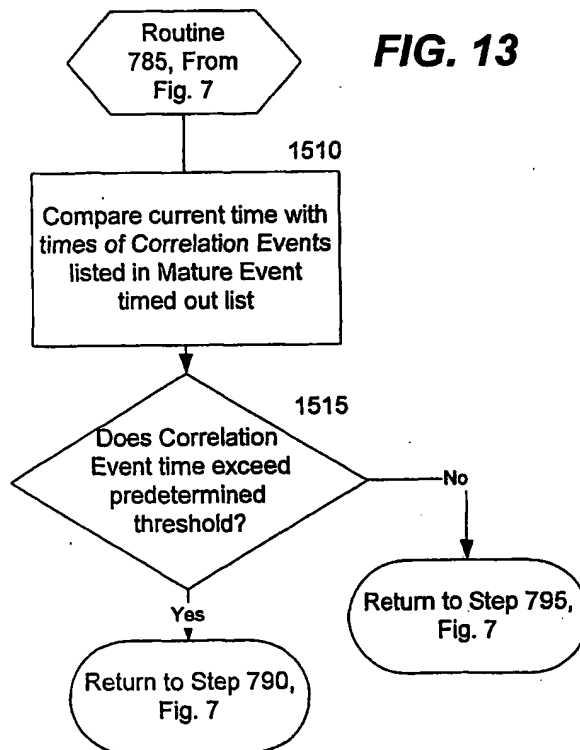 Routine
785, From
Fig. 7
FIG. 13
1510
Compare current time with
times of Correlation Events
listed in Mature Event
timed out list
1515
Does Correlation
Event time exceed
predetermined
threshold?
No
Yes
Return to Step 795,
Fig. 7
Return to Step 790,
Fig. 7